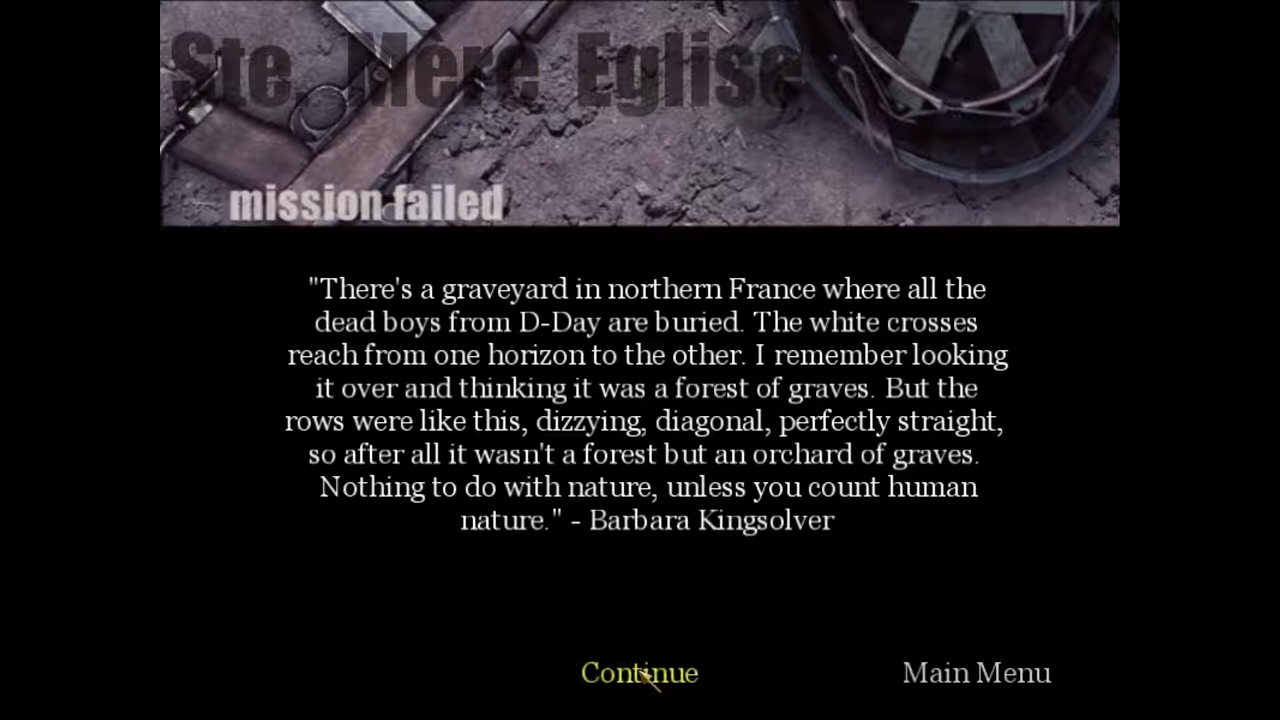 Ste. Mère Eglise
mission failed
"There's a graveyard in northern France where all the
dead boys from D-Day are buried. The white crosses
reach from one horizon to the other. I remember looking
it over and thinking it was a forest of graves. But the
rows were like this, dizzying, diagonal, perfectly straight,
so after all it wasn't a forest but an orchard of graves.
Nothing to do with nature, unless you count human
nature." - Barbara Kingsolver
Continue
Main Menu